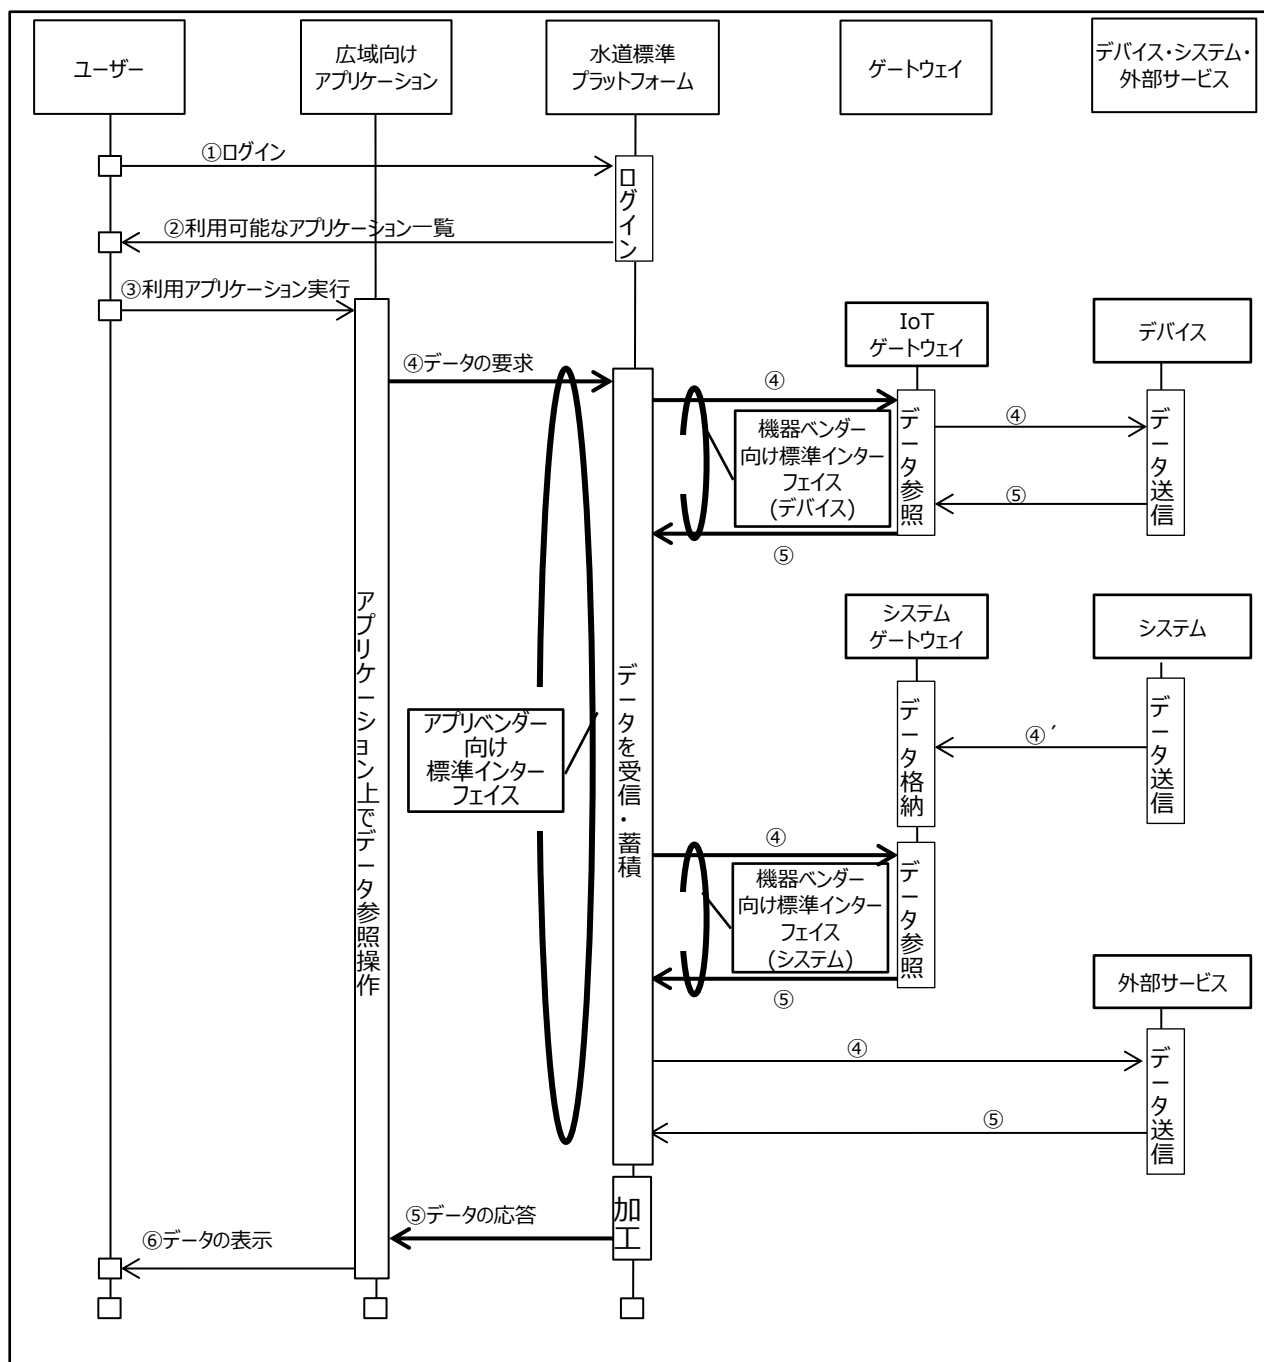 ユーザー
広域向け
アプリケーション
水道標準
プラットフォーム
ゲートウェイ
デバイス・システム・
外部サービス
①ログイン
ログイン
②利用可能なアプリケーション一覧
③利用アプリケーション実行
IoT
ゲートウェイ
デバイス
④データの要求
④
④
機器ベンダー
向け標準インター
フェイス
(デバイス)
データ参照
データ送信
⑤
⑤
システム
ゲートウェイ
システム
アプリケーション上でデータ参照操作
データを受信・蓄積
アプリベンダー
向け
標準インター
フェイス
データ格納
④´
データ送信
④
機器ベンダー
向け標準インター
フェイス
(システム)
データ参照
⑤
外部サービス
④
データ送信
⑤
加工
⑤データの応答
⑥データの表示